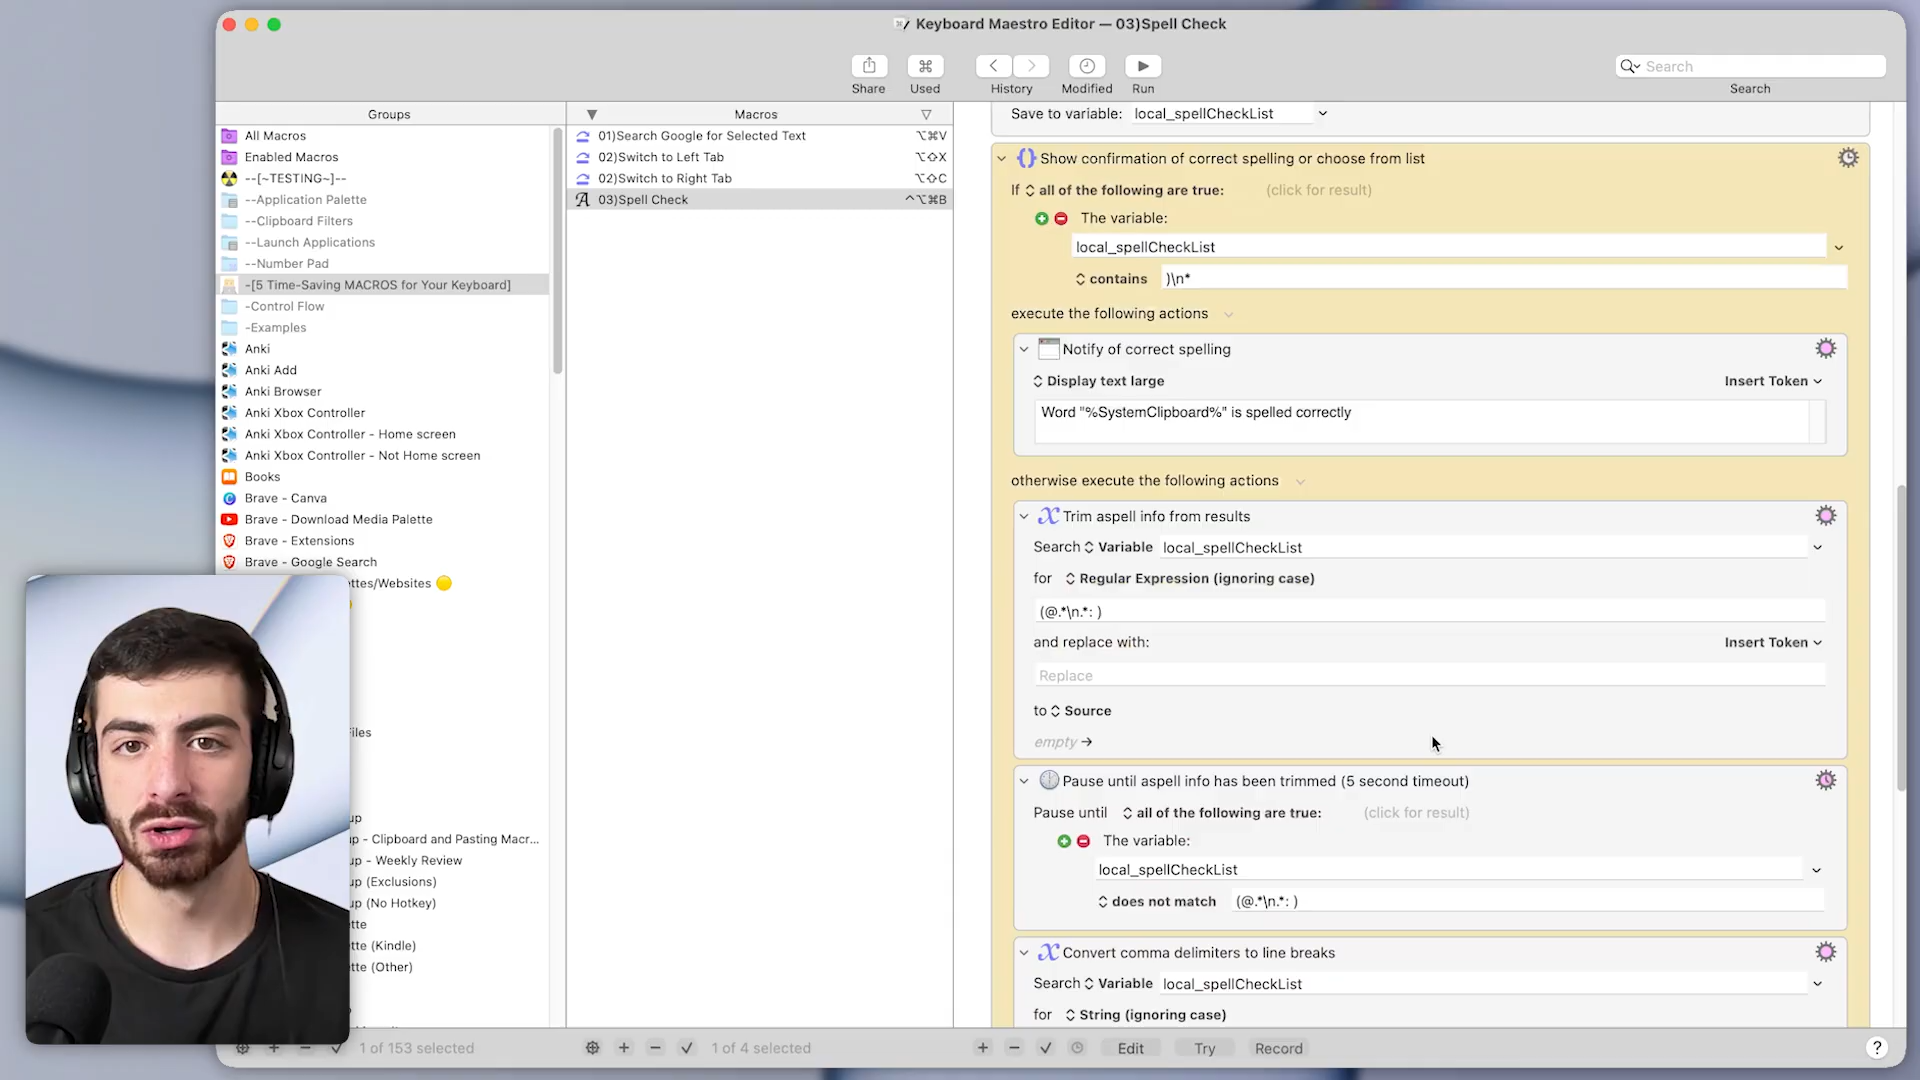 Keyboard Maestro Editor — 03)Spell Check
Share
Used
History
Modified
Run
Search
Search
Groups
All Macros
Enabled Macros
--[~TESTING~]--
--Application Palette
--Clipboard Filters
--Launch Applications
--Number Pad
-[5 Time-Saving MACROS for Your Keyboard]
-Control Flow
-Examples
Anki
Anki Add
Anki Browser
Anki Xbox Controller
Anki Xbox Controller - Home screen
Anki Xbox Controller - Not Home screen
Books
Brave - Canva
Brave - Download Media Palette
Brave - Extensions
Brave - Google Search
ttes/Websites
iles
up
up - Clipboard and Pasting Macr...
up - Weekly Review
up (Exclusions)
up (No Hotkey)
tte
tte (Kindle)
tte (Other)
1 of 153 selected
Macros
01)Search Google for Selected Text ⌥⌘V
02)Switch to Left Tab ⌥⇧X
02)Switch to Right Tab ⌥⇧C
03)Spell Check ^⌥⌘B
1 of 4 selected
Save to variable: local_spellCheckList
{} Show confirmation of correct spelling or choose from list
If all of the following are true: (click for result)
The variable:
local_spellCheckList
contains )\n*
execute the following actions
Notify of correct spelling
Display text large Insert Token
Word "%SystemClipboard%" is spelled correctly
otherwise execute the following actions
Trim aspell info from results
Search Variable local_spellCheckList
for Regular Expression (ignoring case)
(@.*\n.*: )
and replace with: Insert Token
Replace
to Source
empty →
Pause until aspell info has been trimmed (5 second timeout)
Pause until all of the following are true: (click for result)
The variable:
local_spellCheckList
does not match (@.*\n.*: )
Convert comma delimiters to line breaks
Search Variable local_spellCheckList
for String (ignoring case)
Edit
Try
Record
?